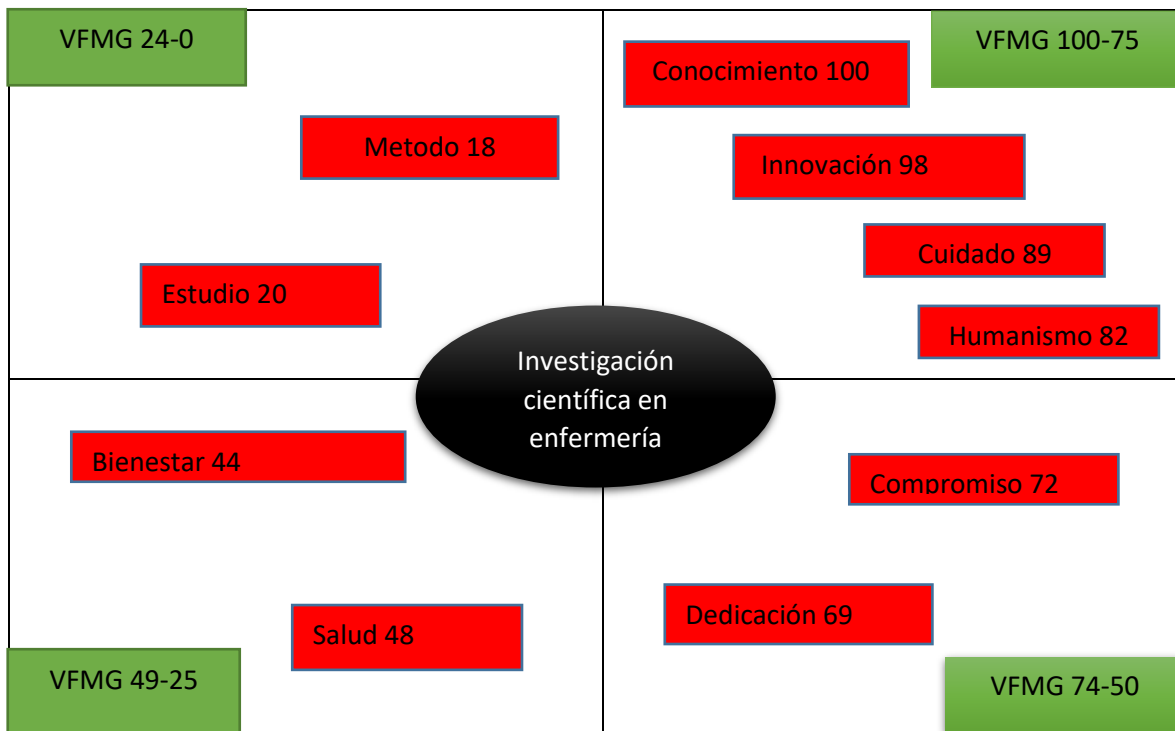 VFMG 24-0
VFMG 100-75
Conocimiento 100
Metodo 18
Innovación 98
Cuidado 89
Estudio 20
Humanismo 82
Investigación
científica en
enfermería
Bienestar 44
Compromiso 72
Salud 48
Dedicación 69
VFMG 49-25
VFMG 74-50